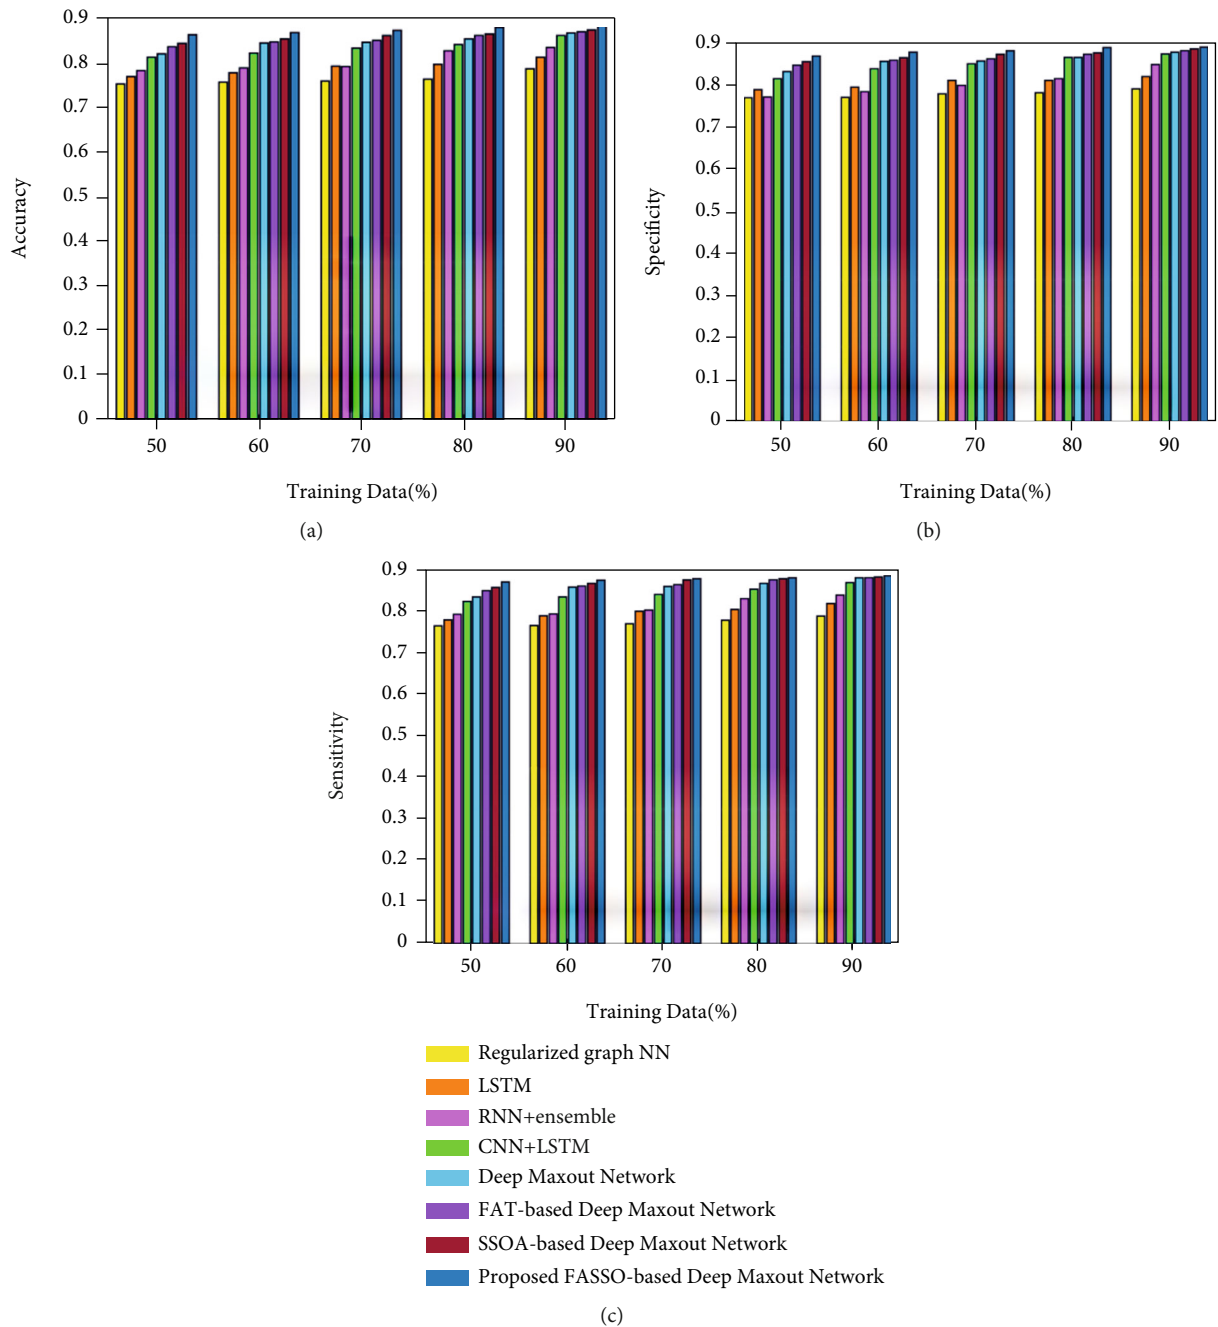 0.9
0.8
0.7
0.6
0.5
0.4
0.3
0.2
0.1
0
Accuracy
50 60 70 80 90
Training Data(%)
(a)
0.9
0.8
0.7
0.6
0.5
0.4
0.3
0.2
0.1
0
Specificity
50 60 70 80 90
Training Data(%)
(b)
0.9
0.8
0.7
0.6
0.5
0.4
0.3
0.2
0.1
0
Sensitivity
50 60 70 80 90
Training Data(%)
Regularized graph NN
LSTM
RNN+ensemble
CNN+LSTM
Deep Maxout Network
FAT-based Deep Maxout Network
SSOA-based Deep Maxout Network
Proposed FASSO-based Deep Maxout Network
(c)